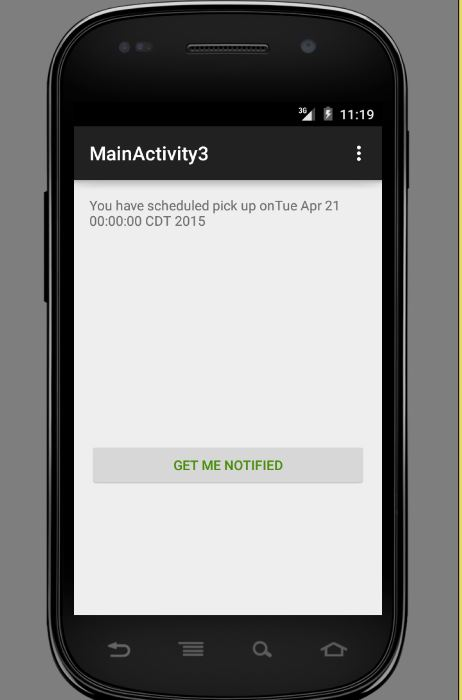 3G 11:19
MainActivity3
You have scheduled pick up onTue Apr 21
00:00:00 CDT 2015
GET ME NOTIFIED